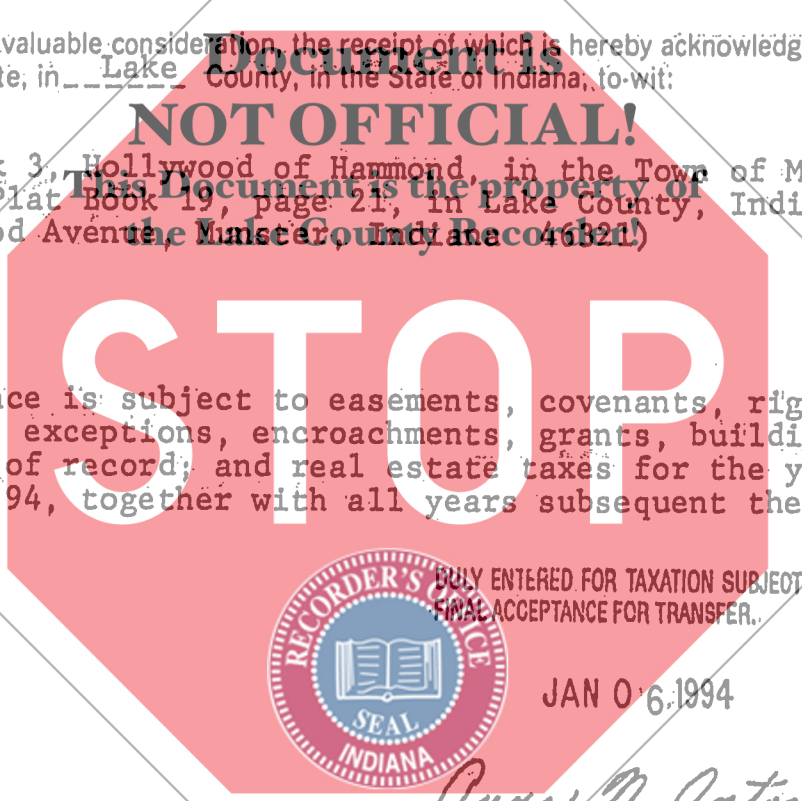 valuable consideration, the receipt of which is hereby acknowledg
te, in Lake County, in the State of Indiana, to-wit:
Document is
NOT OFFICIAL!
This Document is the property of
the Lake County Recorder!
k 3, Hollywood of Hammond, in the Town of M
Plat Book 19, page 21, in Lake County, Indi
od Avenue, Munster, Indiana 46321)
STOP
ce is subject to easements, covenants, rig
exceptions, encroachments, grants, buildi
of record; and real estate taxes for the y
94, together with all years subsequent the
DULY ENTERED FOR TAXATION SUBJECT
FINAL ACCEPTANCE FOR TRANSFER.
JAN 06 1994
RECORDER'S OFFICE
SEAL
INDIANA